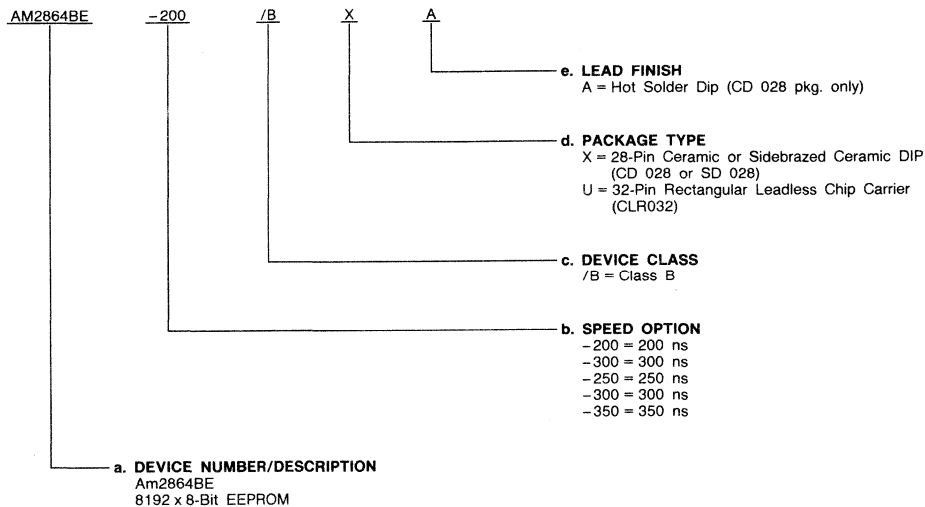 AM2864BE −200 /B X A
e. LEAD FINISH
A = Hot Solder Dip (CD 028 pkg. only)
d. PACKAGE TYPE
X = 28-Pin Ceramic or Sidebrazed Ceramic DIP
(CD 028 or SD 028)
U = 32-Pin Rectangular Leadless Chip Carrier
(CLR032)
c. DEVICE CLASS
/B = Class B
b. SPEED OPTION
−200 = 200 ns
−300 = 300 ns
−250 = 250 ns
−300 = 300 ns
−350 = 350 ns
a. DEVICE NUMBER/DESCRIPTION
Am2864BE
8192 x 8-Bit EEPROM